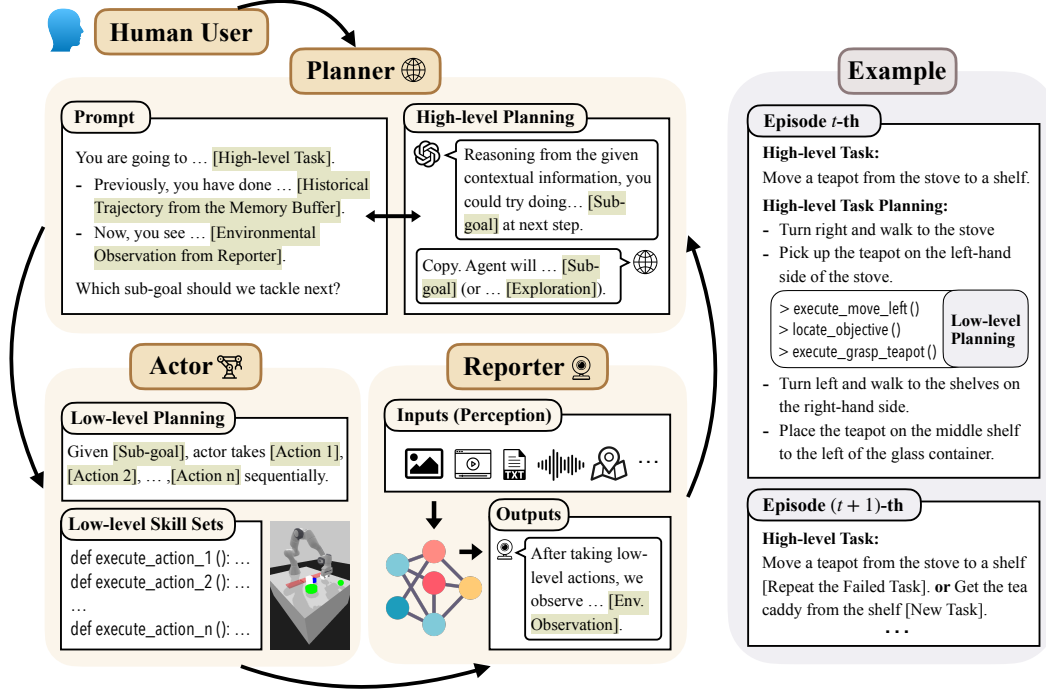 Human User
Planner
Prompt
You are going to … [High-level Task].
- Previously, you have done … [Historical
Trajectory from the Memory Buffer].
- Now, you see … [Environmental
Observation from Reporter].
Which sub-goal should we tackle next?
High-level Planning
Reasoning from the given
contextual information, you
could try doing… [Sub-
goal] at next step.
Copy. Agent will … [Sub-
goal] (or … [Exploration]).
Actor
Low-level Planning
Given [Sub-goal], actor takes [Action 1],
[Action 2], … ,[Action n] sequentially.
Low-level Skill Sets
def execute_action_1 (): …
def execute_action_2 (): …
…
def execute_action_n (): …
Reporter
Inputs (Perception)
TXT
…
Outputs
After taking low-
level actions, we
observe … [Env.
Observation].
Example
Episode t-th
High-level Task:
Move a teapot from the stove to a shelf.
High-level Task Planning:
- Turn right and walk to the stove
- Pick up the teapot on the left-hand
side of the stove.
> execute_move_left ()
> locate_objective ()
> execute_grasp_teapot ()
Low-level
Planning
- Turn left and walk to the shelves on
the right-hand side.
- Place the teapot on the middle shelf
to the left of the glass container.
Episode (t + 1)-th
High-level Task:
Move a teapot from the stove to a shelf
[Repeat the Failed Task]. or Get the tea
caddy from the shelf [New Task].
…